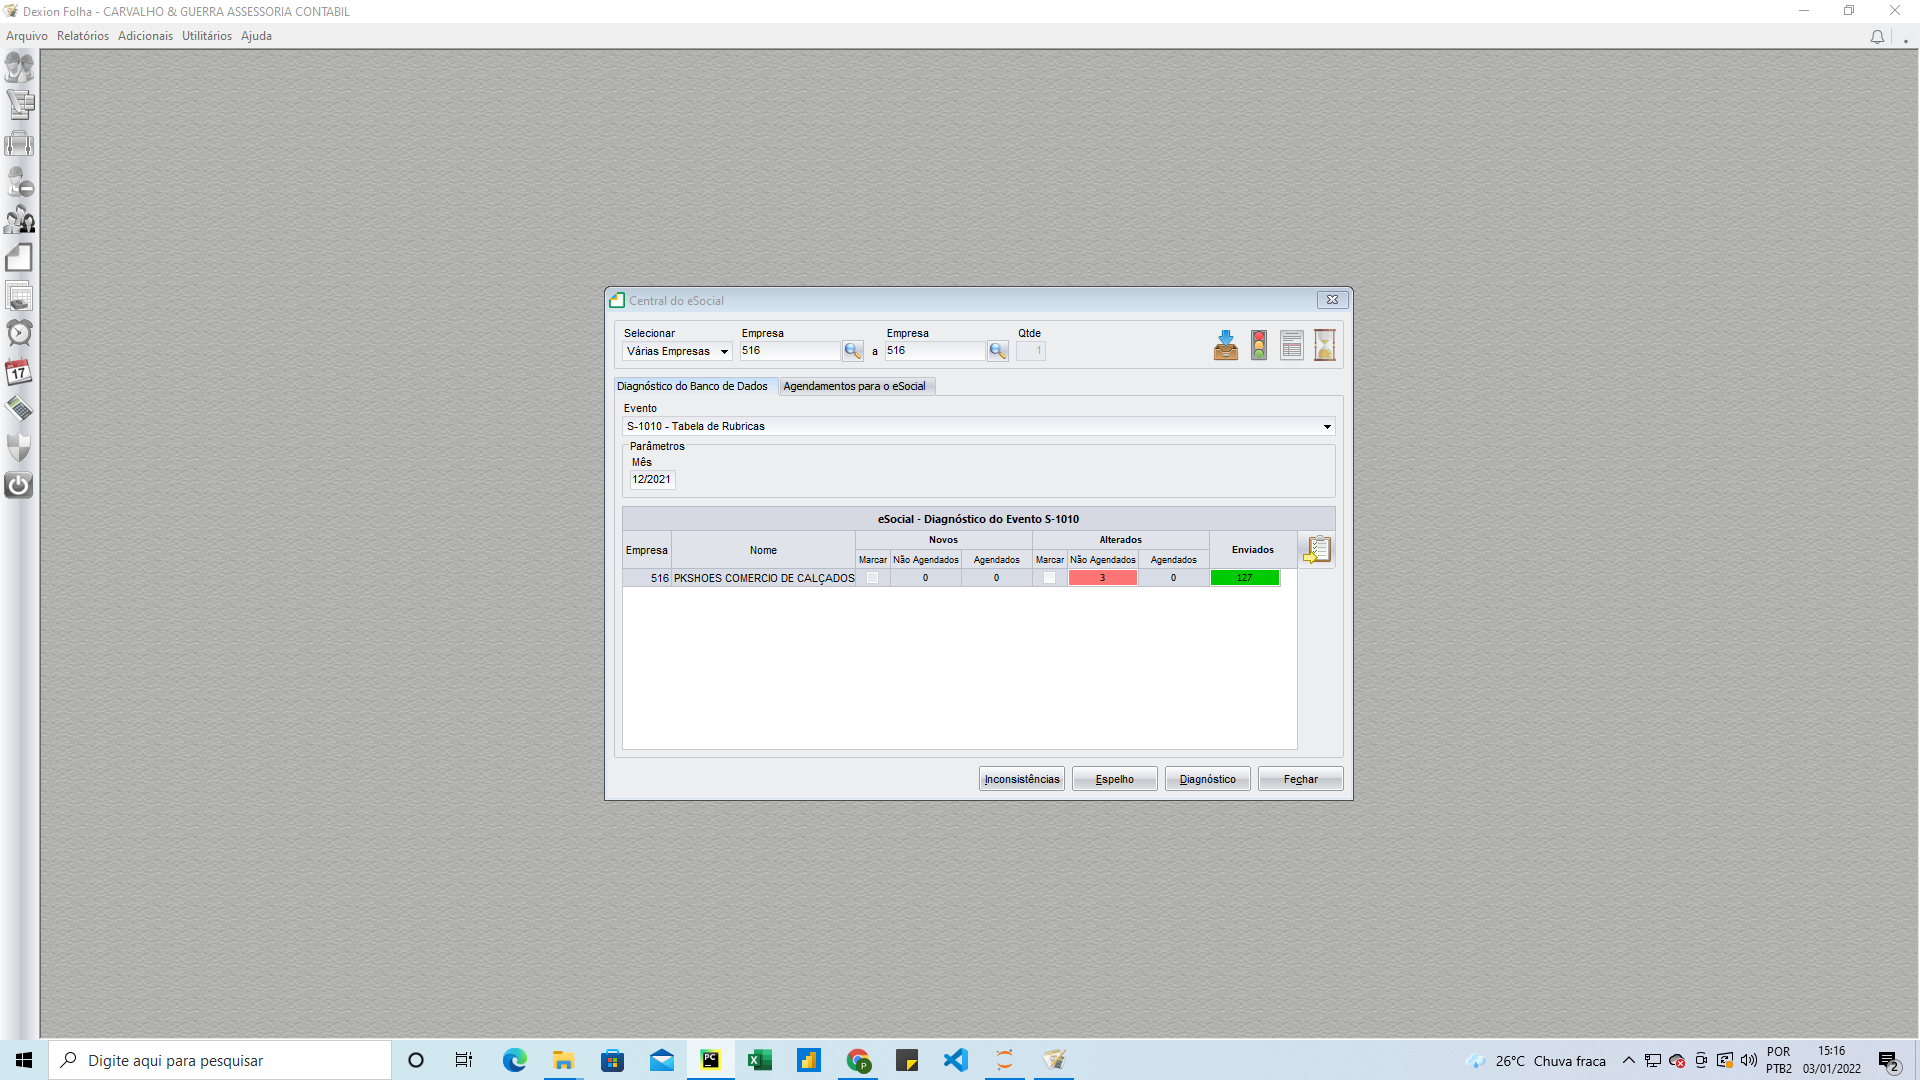 Dexion Folha - CARVALHO & GUERRA ASSESSORIA CONTABIL
Arquivo Relatórios Adicionais Utilitários Ajuda
17
Central do eSocial
Selecionar Empresa Empresa Qtde
Várias Empresas 516 a 516 1
Diagnóstico do Banco de Dados Agendamentos para o eSocial
Evento
S-1010 - Tabela de Rubricas
Parâmetros
Mês
12/2021
eSocial - Diagnóstico do Evento S-1010
Empresa Nome Novos Alterados Enviados
Marcar Não Agendados Agendados Marcar Não Agendados Agendados
516 PKSHOES COMERCIO DE CALÇADOS 0 0 3 0 127
Inconsistências Espelho Diagnóstico Fechar
Digite aqui para pesquisar
PC
P
26°C Chuva fraca
POR
PTB2
15:16
03/01/2022
2